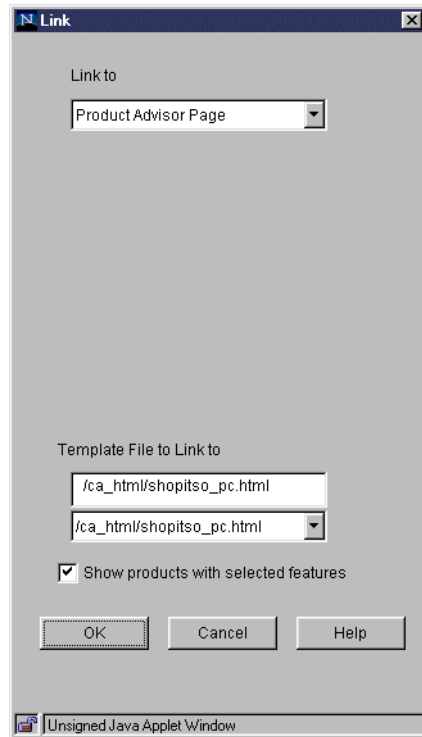 N Link
Link to
Product Advisor Page
Template File to Link to
/ca_html/shopitso_pc.html
/ca_html/shopitso_pc.html
Show products with selected features
OK Cancel Help
Unsigned Java Applet Window